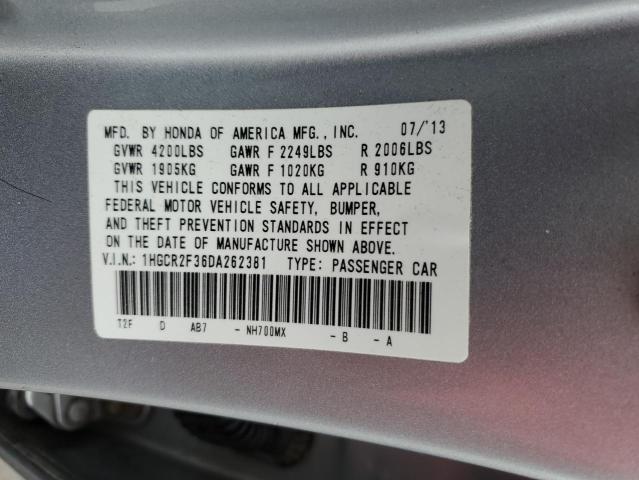 MFD. BY HONDA OF AMERICA MFG., INC. 07/'13
GVWR 4200LBS GAWR F 2249LBS R 2006LBS
GVWR 1905KG GAWR F 1020KG R 910KG
THIS VEHICLE CONFORMS TO ALL APPLICABLE
FEDERAL MOTOR VEHICLE SAFETY, BUMPER,
AND THEFT PREVENTION STANDARDS IN EFFECT
ON THE DATE OF MANUFACTURE SHOWN ABOVE.
V.I.N.: 1HGCR2F36DA262381 TYPE: PASSENGER CAR
T2F D AB7 - NH700MX - B - A